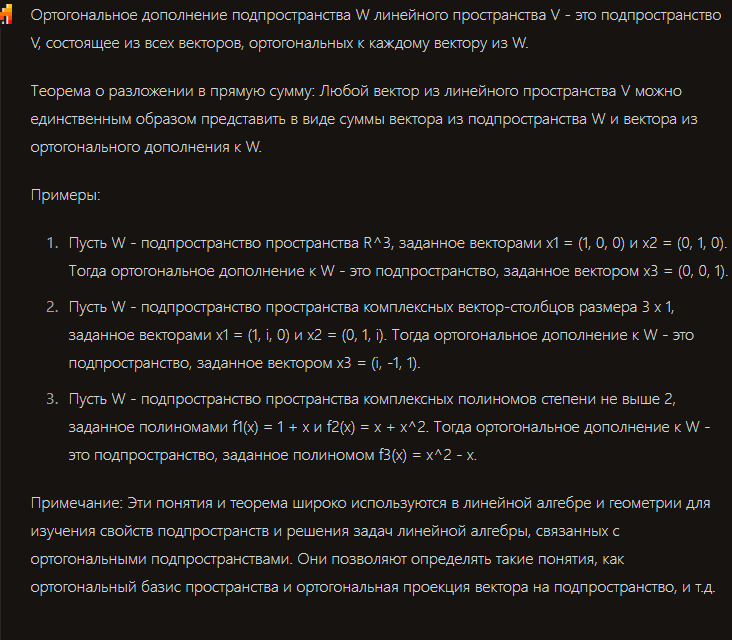 Ортогональное дополнение подпространства W линейного пространства V - это подпространство
V, состоящее из всех векторов, ортогональных к каждому вектору из W.
Теорема о разложении в прямую сумму: Любой вектор из линейного пространства V можно
единственным образом представить в виде суммы вектора из подпространства W и вектора из
ортогонального дополнения к W.
Примеры:
1. Пусть W - подпространство пространства R^3, заданное векторами x1 = (1, 0, 0) и x2 = (0, 1, 0).
Тогда ортогональное дополнение к W - это подпространство, заданное вектором x3 = (0, 0, 1).
2. Пусть W - подпространство пространства комплексных вектор-столбцов размера 3 x 1,
заданное векторами x1 = (1, i, 0) и x2 = (0, 1, i). Тогда ортогональное дополнение к W - это
подпространство, заданное вектором x3 = (i, -1, 1).
3. Пусть W - подпространство пространства комплексных полиномов степени не выше 2,
заданное полиномами f1(x) = 1 + x и f2(x) = x + x^2. Тогда ортогональное дополнение к W -
это подпространство, заданное полиномом f3(x) = x^2 - x.
Примечание: Эти понятия и теорема широко используются в линейной алгебре и геометрии для
изучения свойств подпространств и решения задач линейной алгебры, связанных с
ортогональными подпространствами. Они позволяют определять такие понятия, как
ортогональный базис пространства и ортогональная проекция вектора на подпространство, и т.д.